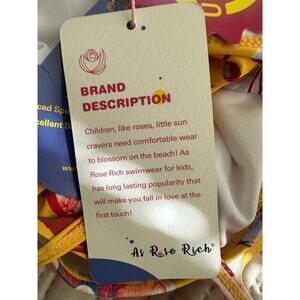 BRAND
DESCRIPTION
Children, like roses, little sun
cravers need comfortable wear
to blossom on the beach! As
Rose Rich swimwear for kids,
has long lasting popularity that
will make you fall in love at the
first touch!
As Rose Rich®